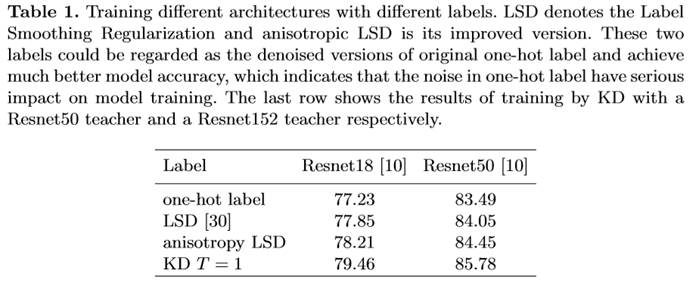 Table 1. Training different architectures with different labels. LSD denotes the Label
Smoothing Regularization and anisotropic LSD is its improved version. These two
labels could be regarded as the denoised versions of original one-hot label and achieve
much better model accuracy, which indicates that the noise in one-hot label have serious
impact on model training. The last row shows the results of training by KD with a
Resnet50 teacher and a Resnet152 teacher respectively.
Label Resnet18 [10] Resnet50 [10]
one-hot label 77.23 83.49
LSD [30] 77.85 84.05
anisotropy LSD 78.21 84.45
KD T = 1 79.46 85.78